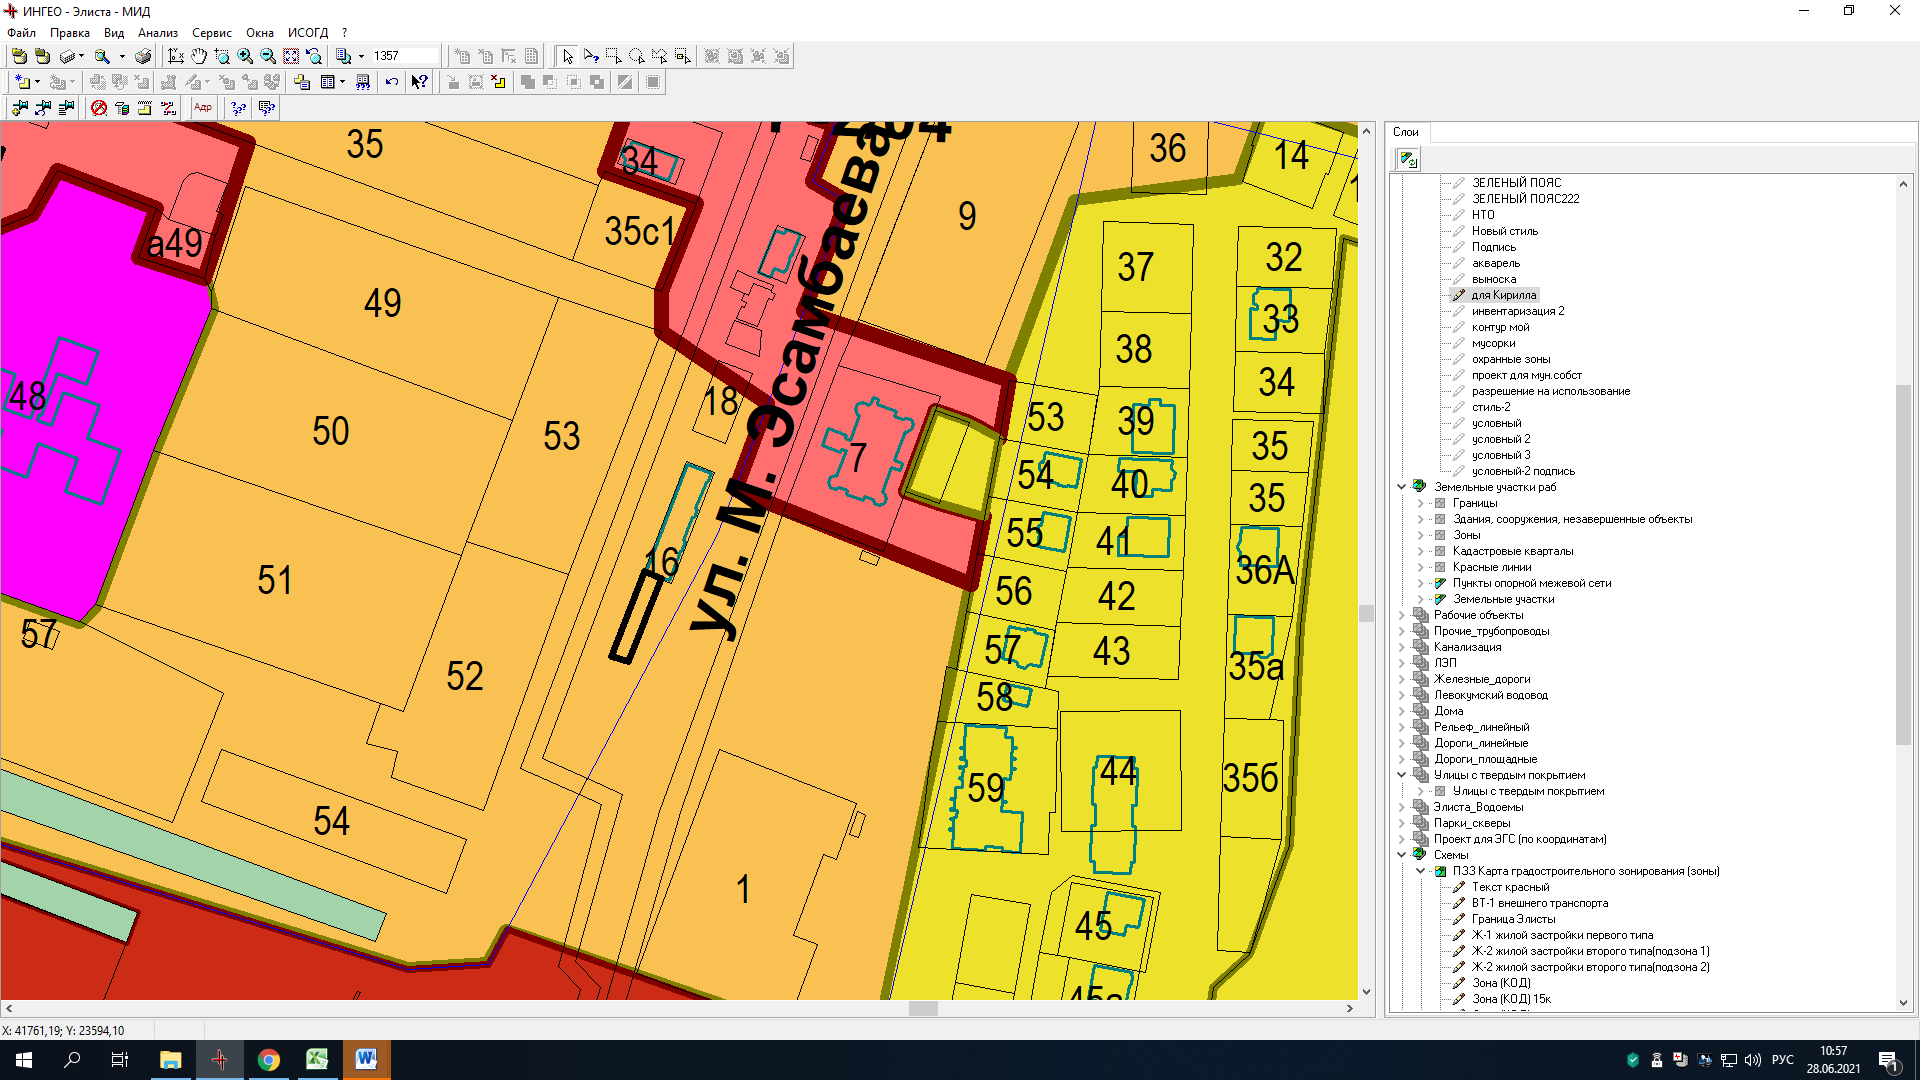 ИНГЕО - Элиста - МИД
Файл Правка Вид Анализ Сервис Окна ИСОГД ?
1357
Адр
Слои
ЗЕЛЕНЫЙ ПОЯС
ЗЕЛЕНЫЙ ПОЯС222
НТО
Новый стиль
Подпись
акварель
выноска
для Кирилла
инвентаризация 2
контур мой
мусорки
охранные зоны
проект для мун.собст
разрешение на использование
стиль-2
условный
условный 2
условный 3
условный-2 подпись
Земельные участки раб
Границы
Здания, сооружения, незавершенные объекты
Зоны
Кадастровые кварталы
Красные линии
Пункты опорной межевой сети
Земельные участки
Рабочие объекты
Прочие_трубопроводы
Канализация
ЛЭП
Железные_дороги
Левокумский водовод
Дома
Рельеф_линейный
Дороги_линейные
Дороги_площадные
Улицы с твердым покрытием
Улицы с твердым покрытием
Элиста_Водоемы
Парки_скверы
Проект для ЗГС (по координатам)
Схемы
ПЗЗ Карта градостроительного зонирования (зоны)
Текст красный
ВТ-1 внешнего транспорта
Граница Элисты
Ж-1 жилой застройки первого типа
Ж-2 жилой застройки второго типа(подзона 1)
Ж-2 жилой застройки второго типа(подзона 2)
Зона (КОД)
Зона (КОД) 15к
35
34
36
14
35с1
9
а49
37
32
49
33
38
34
48
18
53
39
50
53
7
35
54
40
35
55
41
16
36А
51
56
42
57
57
43
35а
52
58
59
44
35б
54
1
45
45а
ул. М. Эсамбаева
X: 41761,19; Y: 23594,10
РУС
10:57
28.06.2021
1